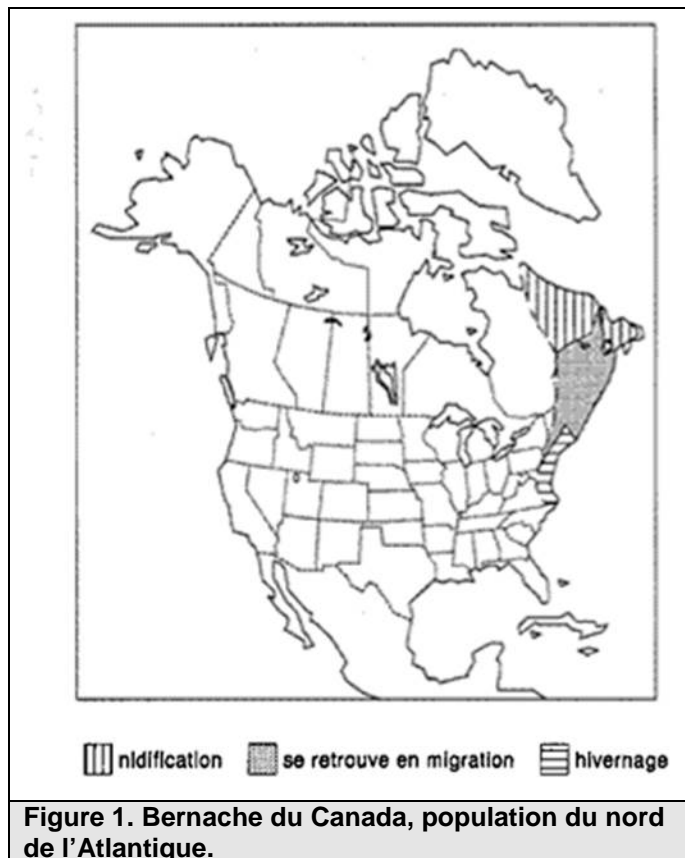 nidification se retrouve en migration hivernage
Figure 1. Bernache du Canada, population du nord
de l'Atlantique.